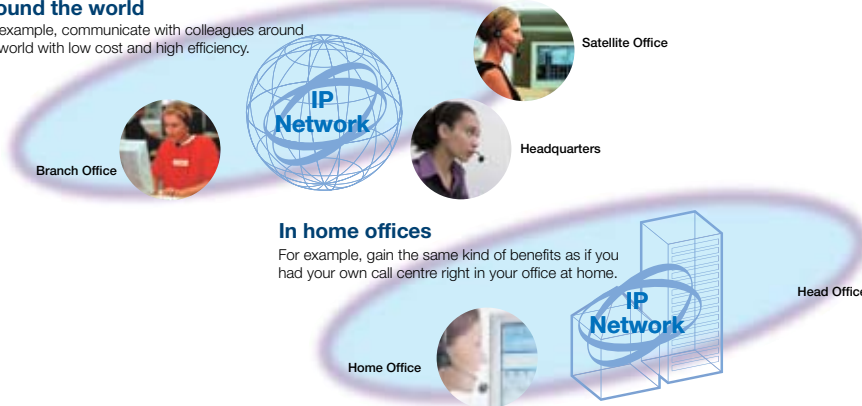 ound the world
example, communicate with colleagues around
world with low cost and high efficiency.
Satellite Office
IP
Network
Headquarters
Branch Office
In home offices
For example, gain the same kind of benefits as if you
had your own call centre right in your office at home.
Head Office
IP
Network
Home Office